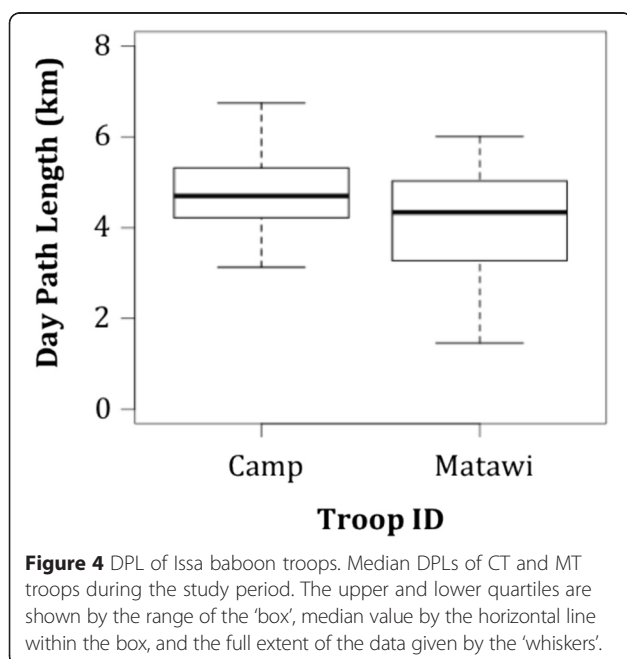 Day Path Length (km)
8
6
4
2
0
Camp Matawi
Troop ID
Figure 4 DPL of Issa baboon troops. Median DPLs of CT and MT
troops during the study period. The upper and lower quartiles are
shown by the range of the ‘box’, median value by the horizontal line
within the box, and the full extent of the data given by the ‘whiskers’.